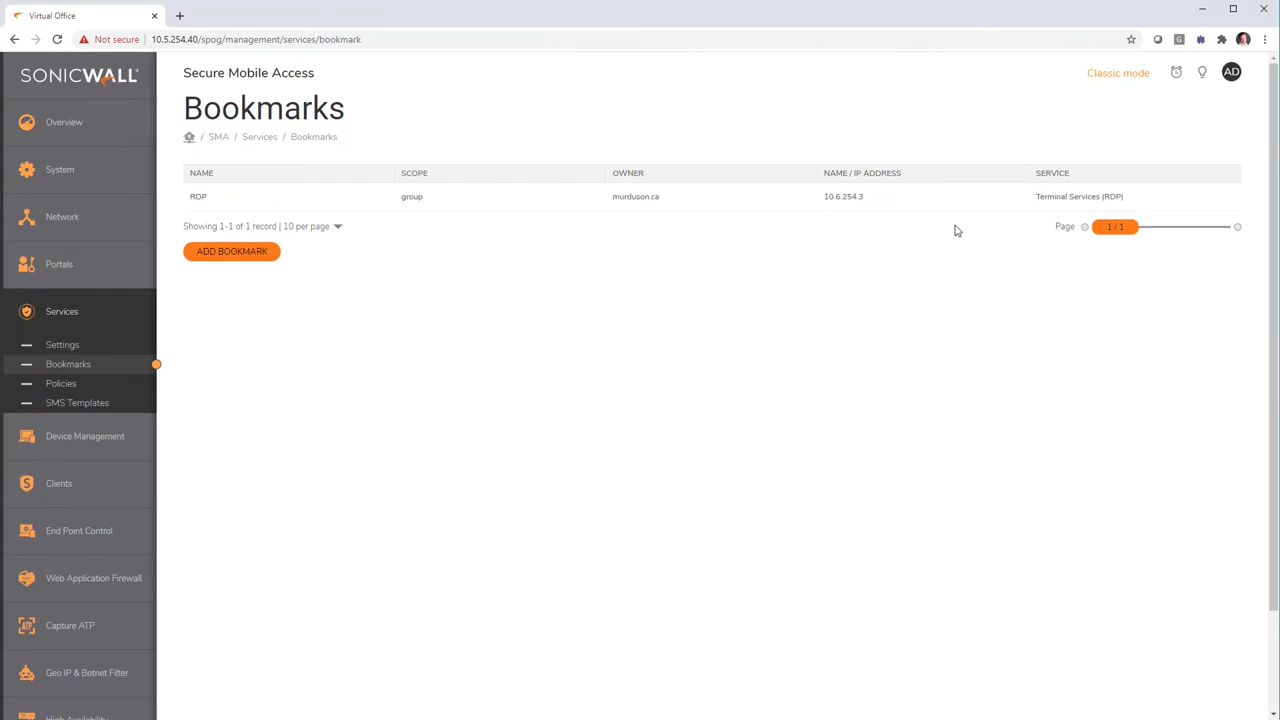 Virtual Office
Not secure
10.5.254.40/spog/management/services/bookmark
SONICWALL
Secure Mobile Access
Classic mode
AD
Bookmarks
/ SMA / Services / Bookmarks
Overview
System
Network
Portals
Services
Settings
Bookmarks
Policies
SMS Templates
Device Management
Clients
End Point Control
Web Application Firewall
ATP
Capture ATP
Geo IP & Botnet Filter
High Availability
NAME SCOPE OWNER NAME / IP ADDRESS SERVICE
RDP group murduson.ca 10.6.254.3 Terminal Services (RDP)
Showing 1-1 of 1 record | 10 per page
Page 1 / 1
ADD BOOKMARK